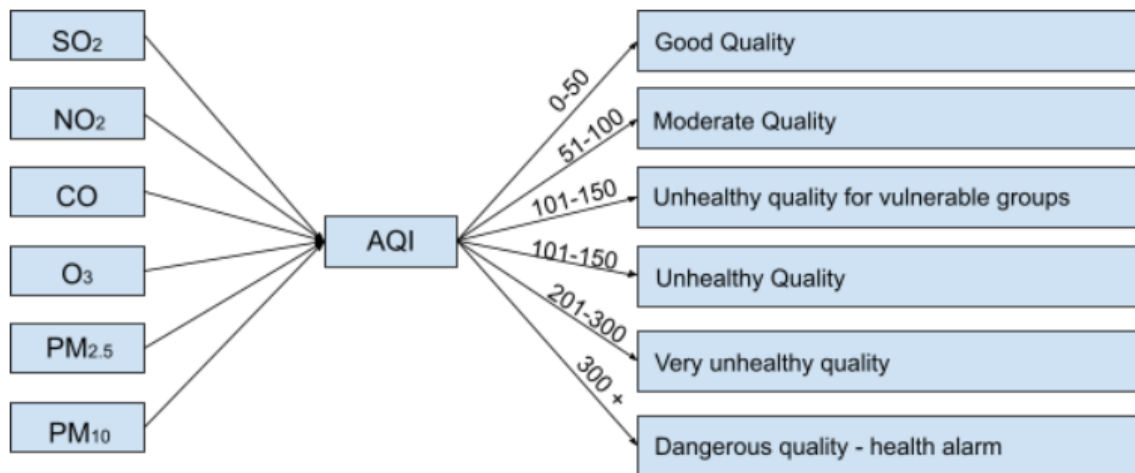 SO2
NO2
CO
O3
PM2.5
PM10
AQI
0-50
51-100
101-150
101-150
201-300
300 +
Good Quality
Moderate Quality
Unhealthy quality for vulnerable groups
Unhealthy Quality
Very unhealthy quality
Dangerous quality - health alarm